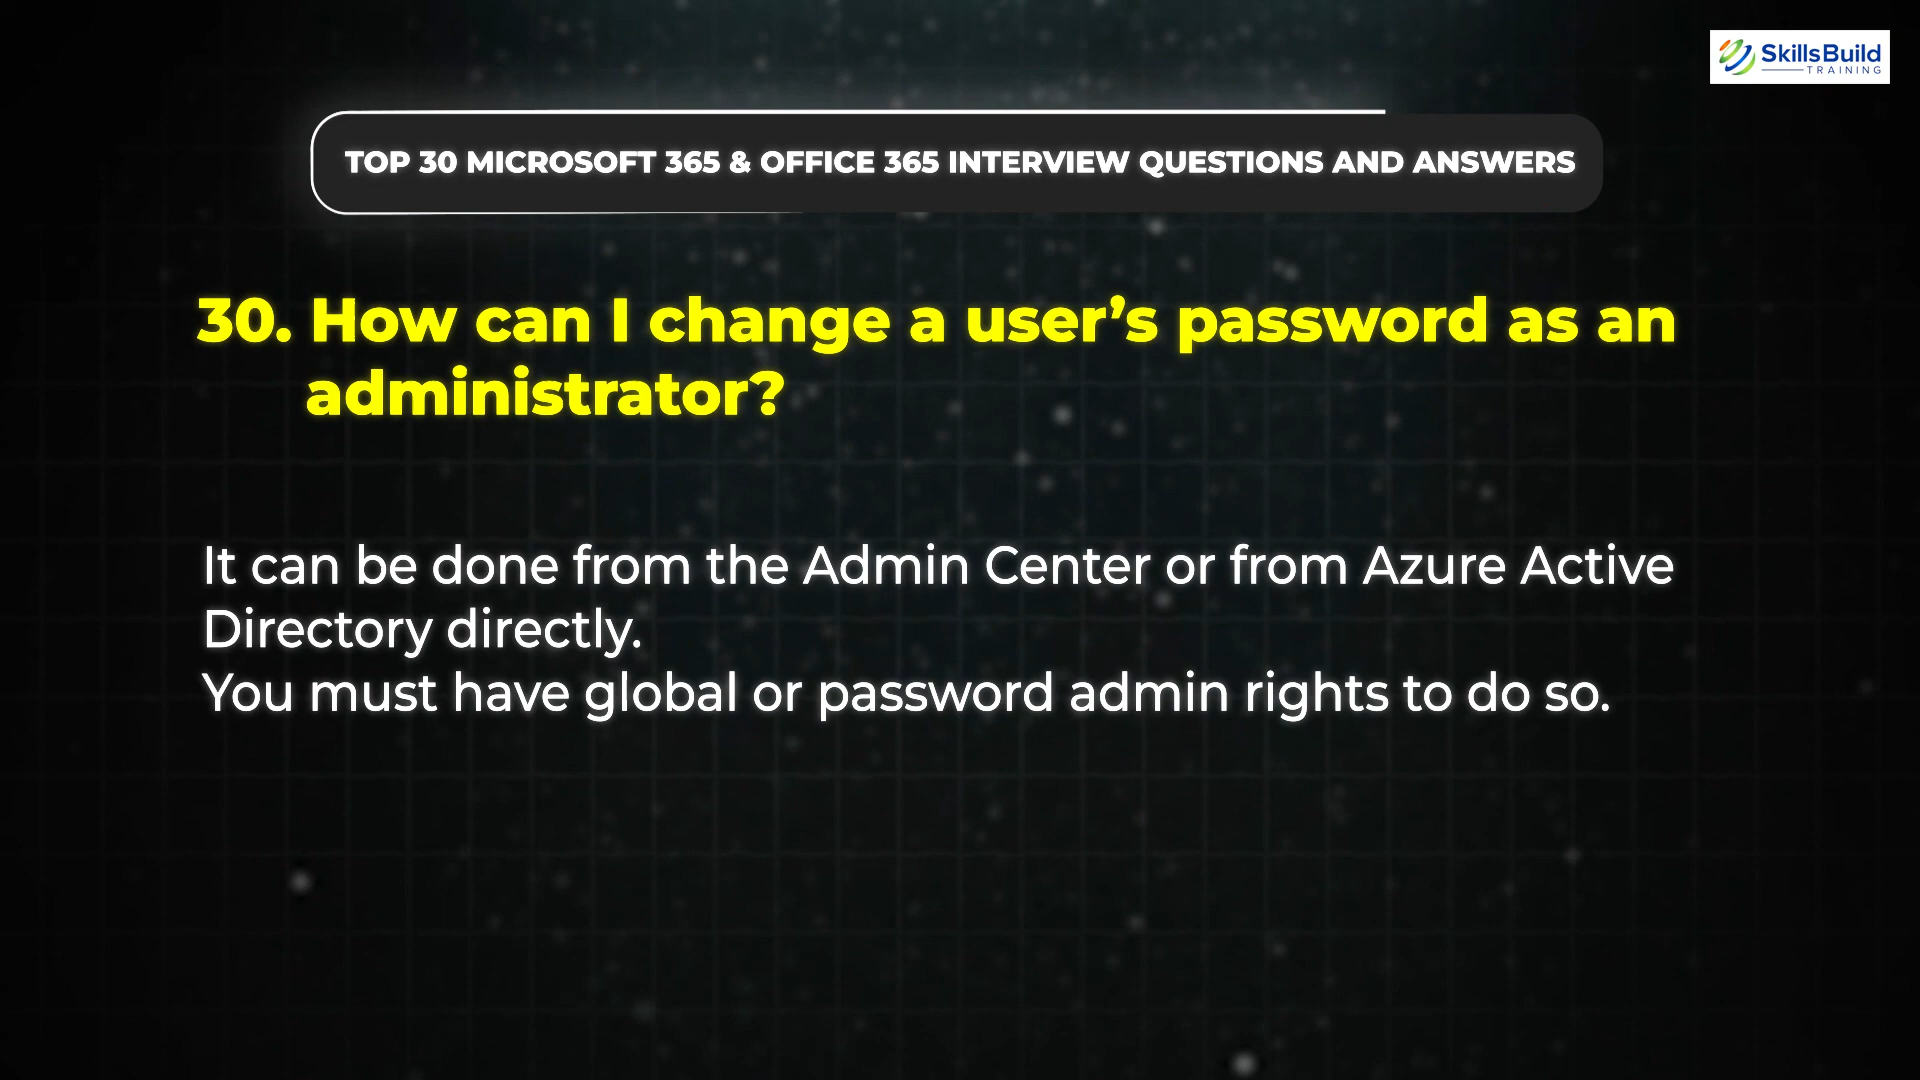 SkillsBuild
TRAINING
TOP 30 MICROSOFT 365 & OFFICE 365 INTERVIEW QUESTIONS AND ANSWERS
30. How can I change a user’s password as an
administrator?
It can be done from the Admin Center or from Azure Active
Directory directly.
You must have global or password admin rights to do so.